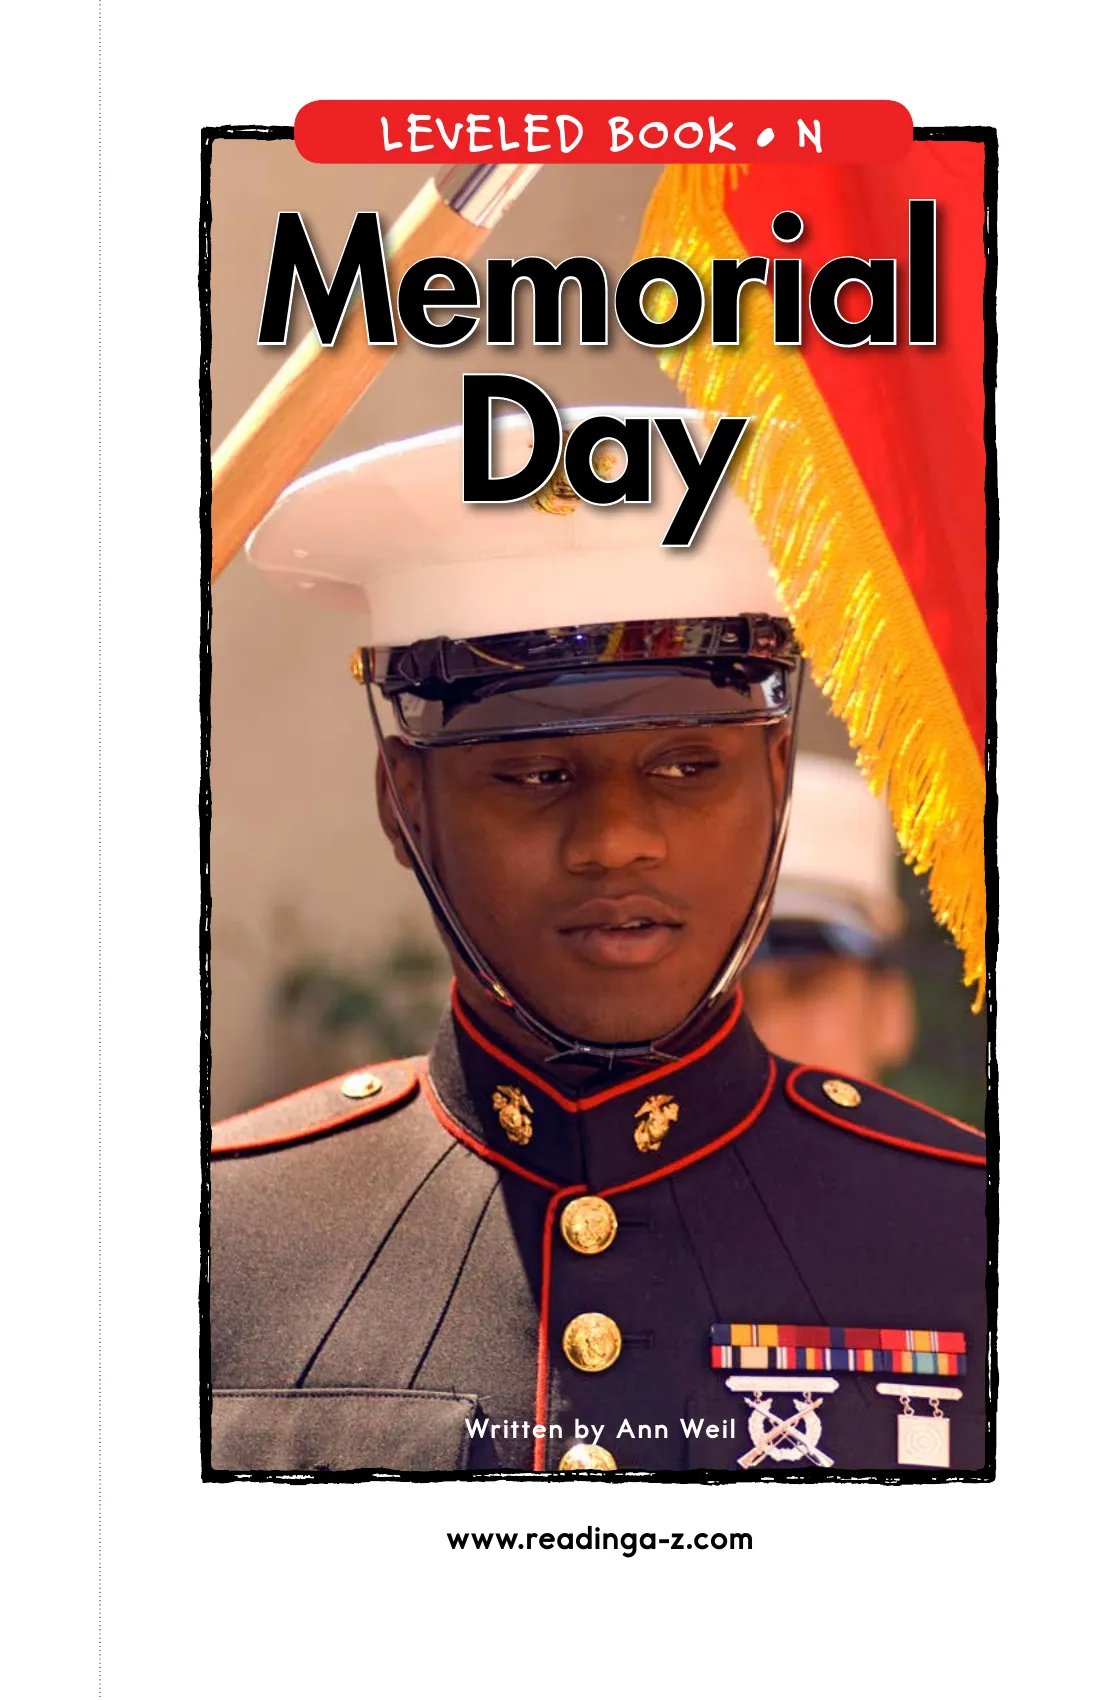 LEVELED BOOK • N
Memorial
Day
Written by Ann Weil
www.readinga-z.com